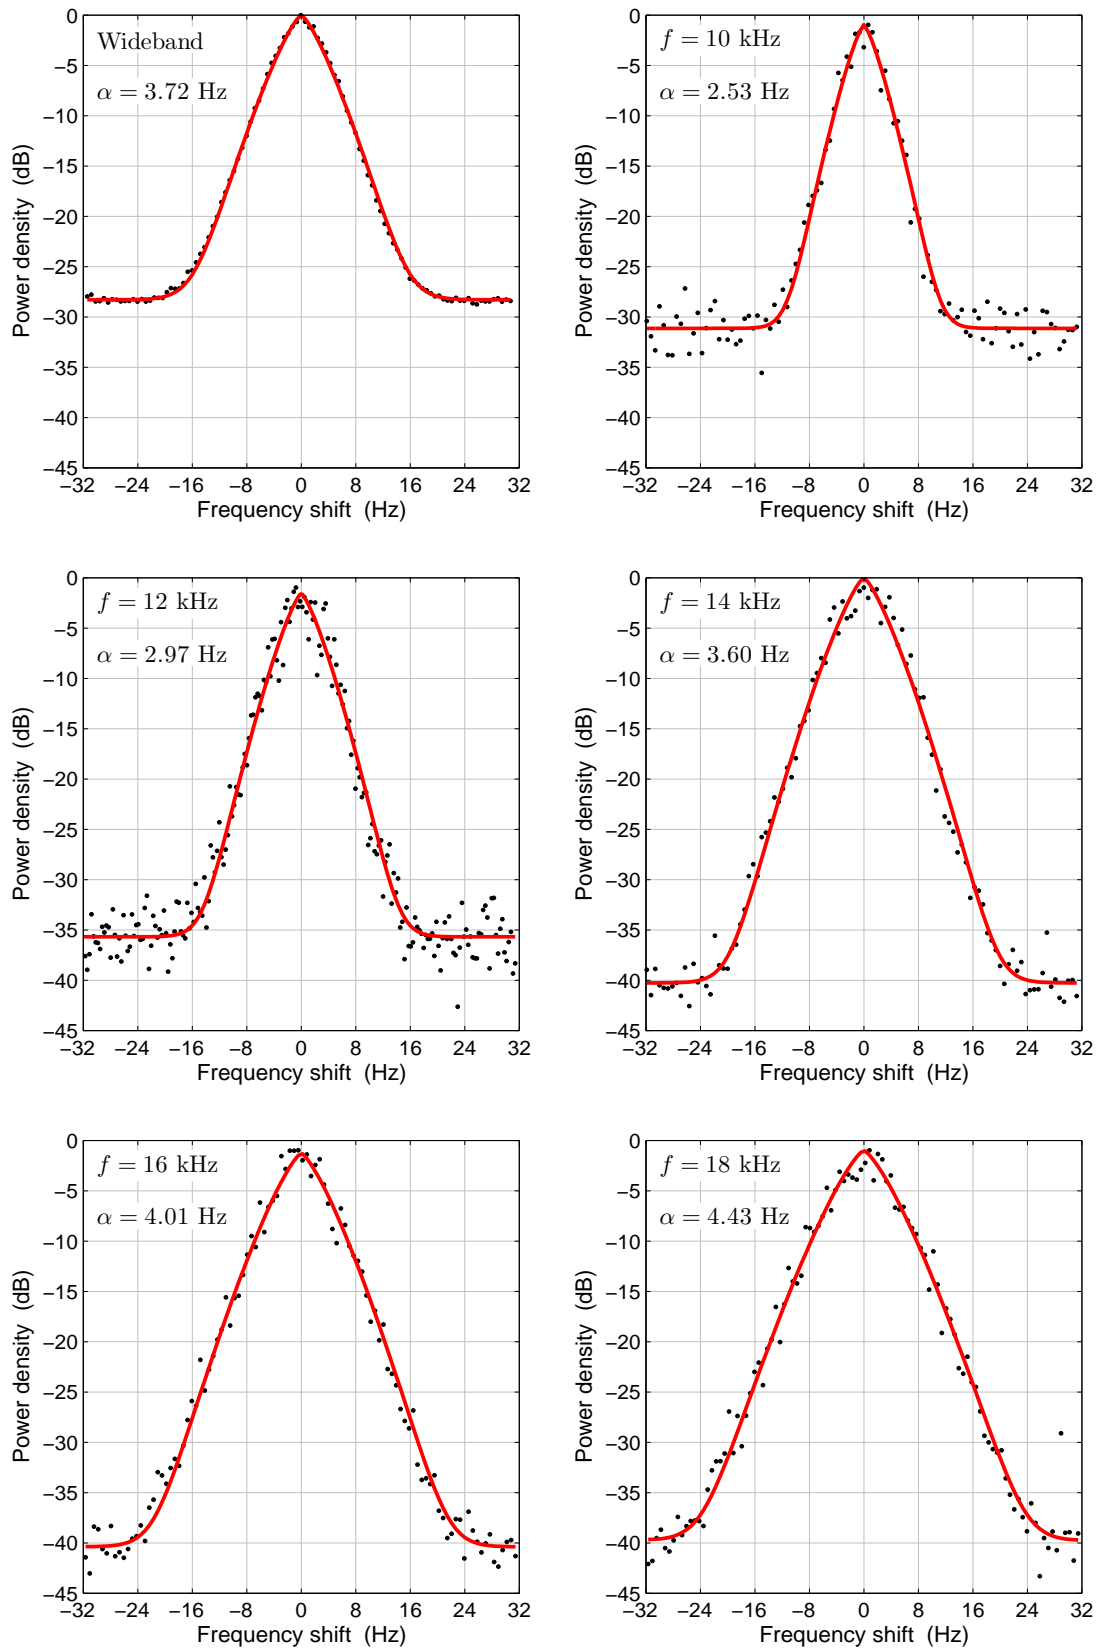 Wideband
α = 3.72 Hz
Power density (dB)
0
−5
−10
−15
−20
−25
−30
−35
−40
−45
−32 −24 −16 −8 0 8 16 24 32
Frequency shift (Hz)
f = 10 kHz
α = 2.53 Hz
Power density (dB)
0
−5
−10
−15
−20
−25
−30
−35
−40
−45
−32 −24 −16 −8 0 8 16 24 32
Frequency shift (Hz)
f = 12 kHz
α = 2.97 Hz
Power density (dB)
0
−5
−10
−15
−20
−25
−30
−35
−40
−45
−32 −24 −16 −8 0 8 16 24 32
Frequency shift (Hz)
f = 14 kHz
α = 3.60 Hz
Power density (dB)
0
−5
−10
−15
−20
−25
−30
−35
−40
−45
−32 −24 −16 −8 0 8 16 24 32
Frequency shift (Hz)
f = 16 kHz
α = 4.01 Hz
Power density (dB)
0
−5
−10
−15
−20
−25
−30
−35
−40
−45
−32 −24 −16 −8 0 8 16 24 32
Frequency shift (Hz)
f = 18 kHz
α = 4.43 Hz
Power density (dB)
0
−5
−10
−15
−20
−25
−30
−35
−40
−45
−32 −24 −16 −8 0 8 16 24 32
Frequency shift (Hz)